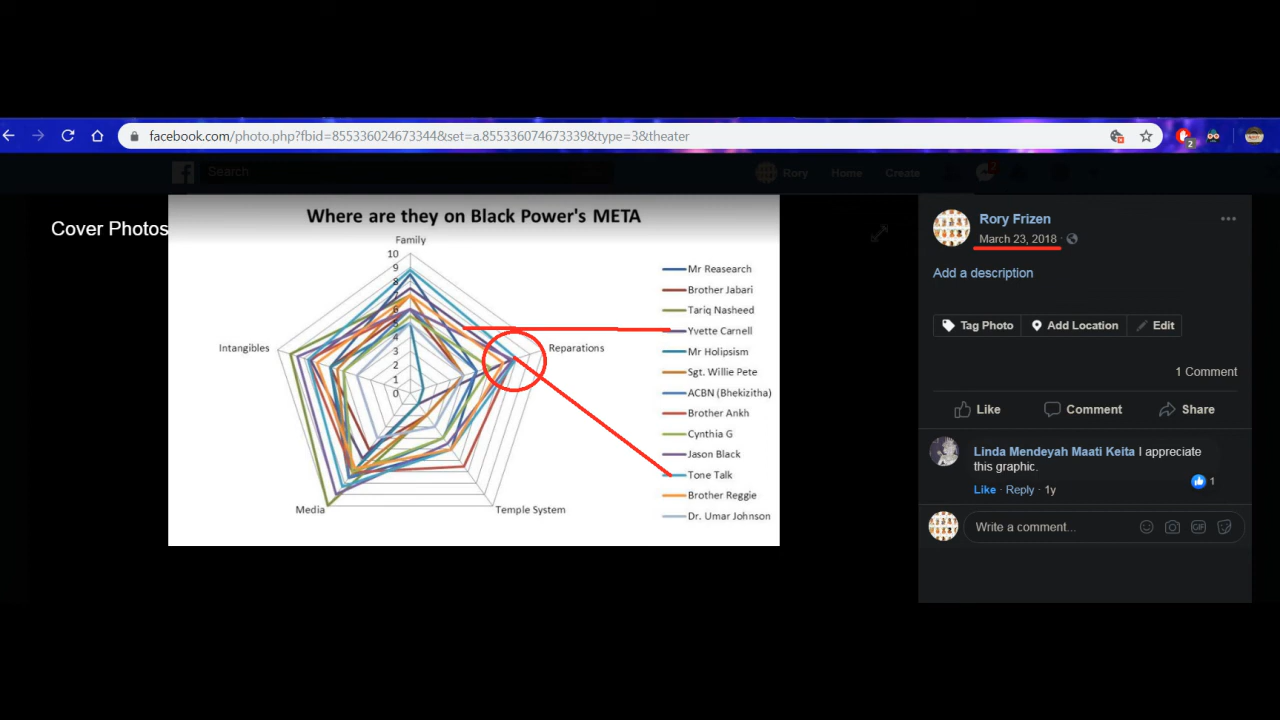 facebook.com/photo.php?fbid=855336024673344&set=a.855336074673339&type=3&theater
2
Search
Rory
Home
Create
2
Cover Photos
Where are they on Black Power's META
Family
10
9
8
7
6
5
4
3
2
1
0
Intangibles
Reparations
Media
Temple System
Mr Reasearch
Brother Jabari
Tariq Nasheed
Yvette Carnell
Mr Holipsism
Sgt. Willie Pete
ACBN (Bhekizitha)
Brother Ankh
Cynthia G
Jason Black
Tone Talk
Brother Reggie
Dr. Umar Johnson
Rory Frizen
March 23, 2018 ·
Add a description
Tag Photo
Add Location
Edit
1 Comment
Like
Comment
Share
Linda Mendeyah Maati Keita I appreciate
this graphic.
1
Like · Reply · 1y
Write a comment...
GIF